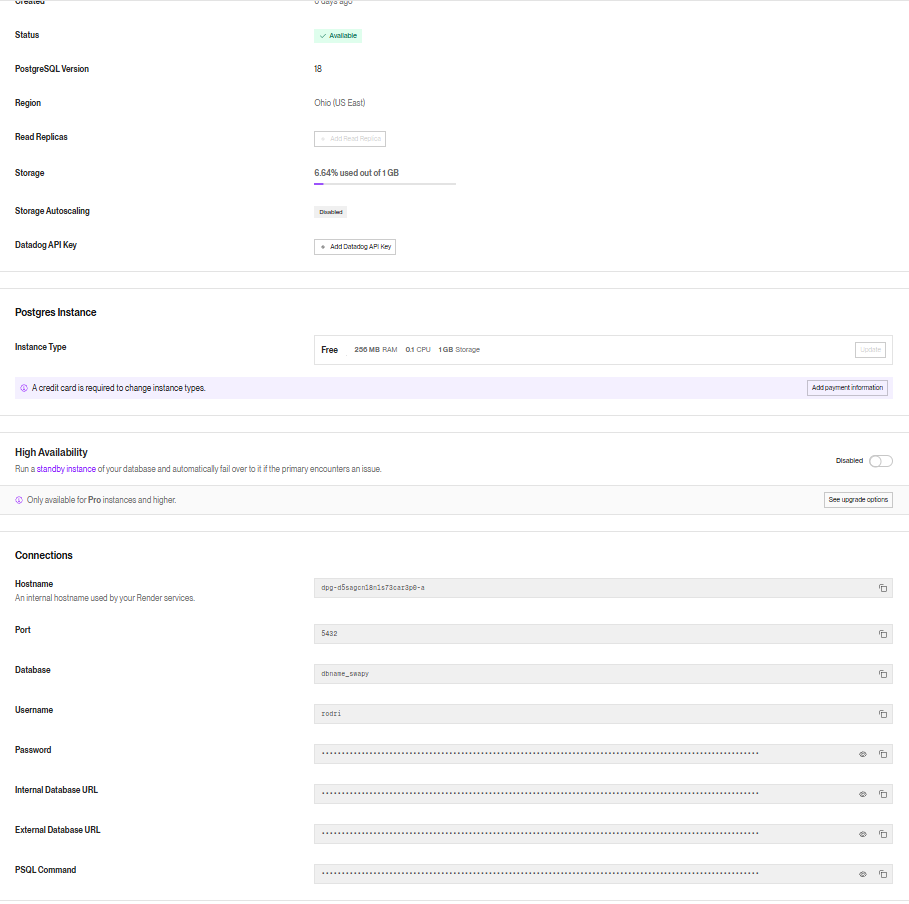 Created
6 days ago
Status
Available
PostgreSQL Version
18
Region
Ohio (US East)
Read Replicas
+ Add Read Replica
Storage
6.64% used out of 1 GB
Storage Autoscaling
Disabled
Datadog API Key
+ Add Datadog API Key
Postgres Instance
Instance Type
Free 256 MB RAM 0.1 CPU 1 GB Storage
Update
A credit card is required to change instance types.
Add payment information
High Availability
Run a standby instance of your database and automatically fail over to it if the primary encounters an issue.
Disabled
Only available for Pro instances and higher.
See upgrade options
Connections
Hostname
An internal hostname used by your Render services.
dpg-d5sagcnl8nls73car3p0-a
Port
5432
Database
dbname_swapy
Username
rodri
Password
Internal Database URL
External Database URL
PSQL Command